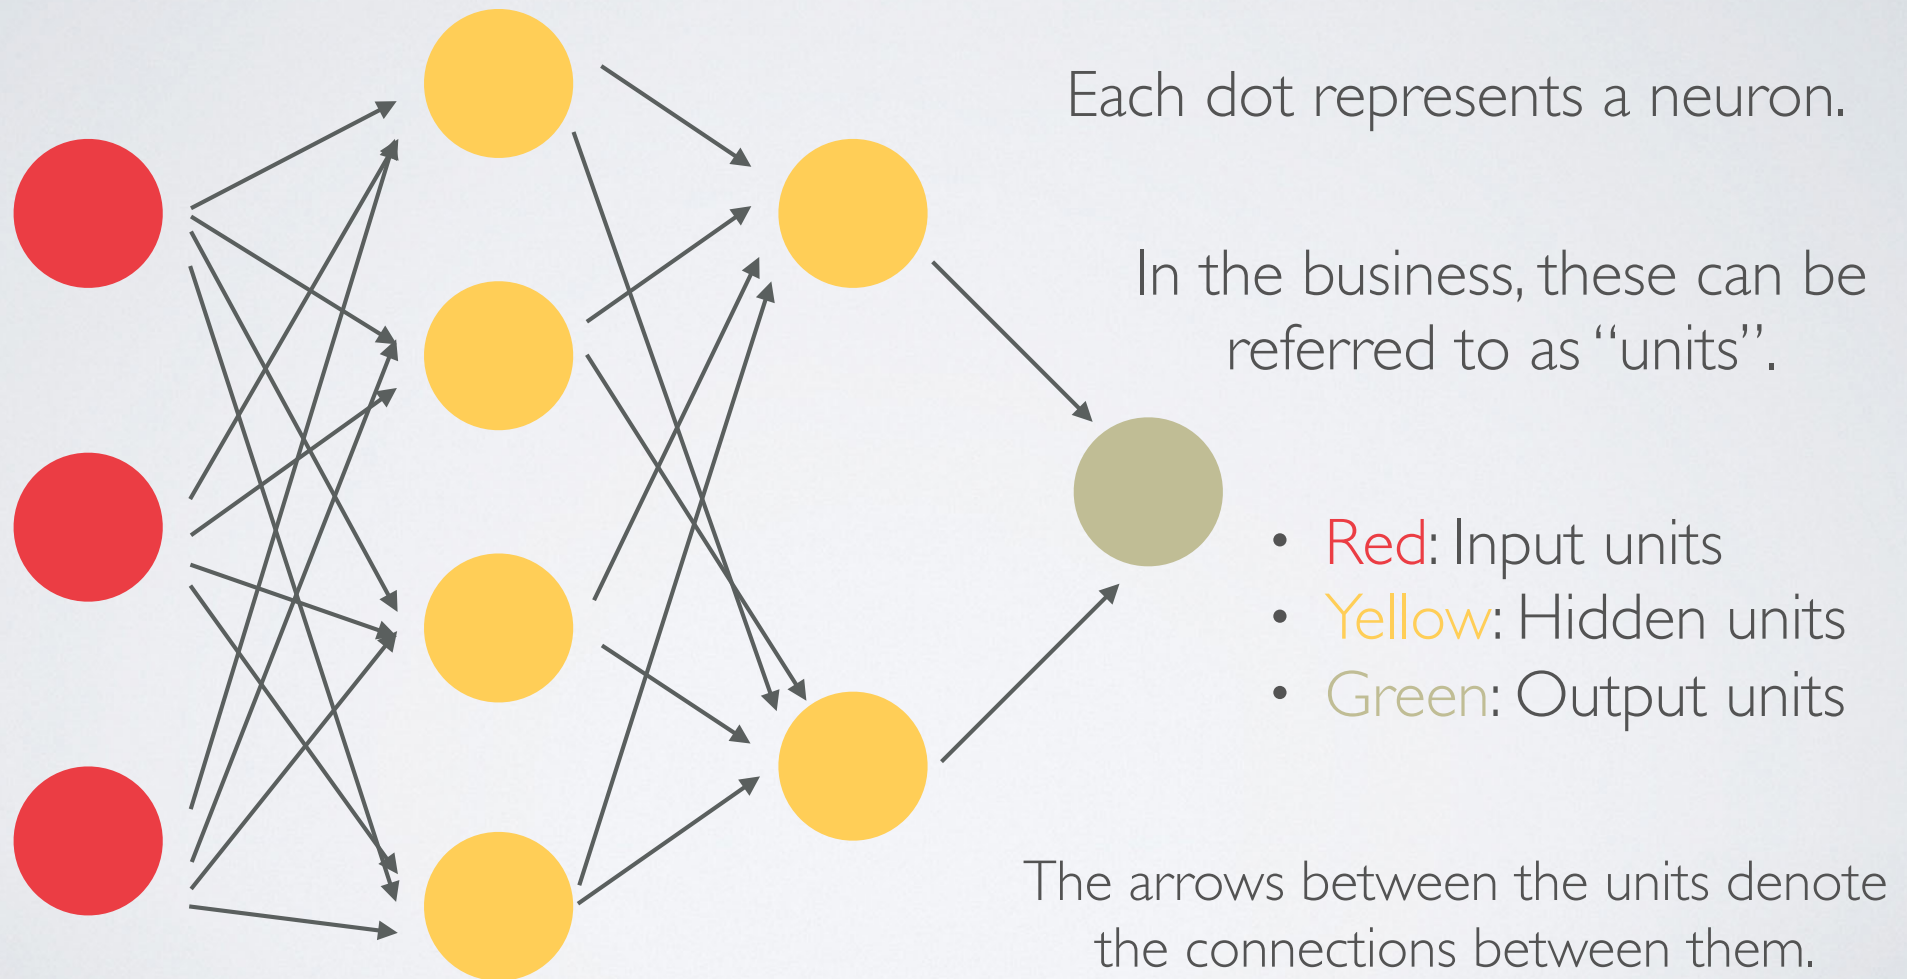 Each dot represents a neuron.
In the business, these can be
referred to as “units”.
• Red: Input units
• Yellow: Hidden units
• Green: Output units
The arrows between the units denote
the connections between them.